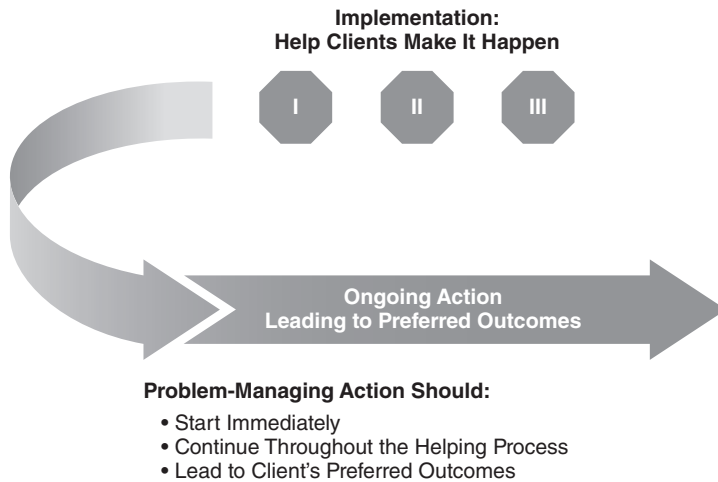 Implementation:
Help Clients Make It Happen
I II III
Ongoing Action
Leading to Preferred Outcomes
Problem-Managing Action Should:
• Start Immediately
• Continue Throughout the Helping Process
• Lead to Client's Preferred Outcomes